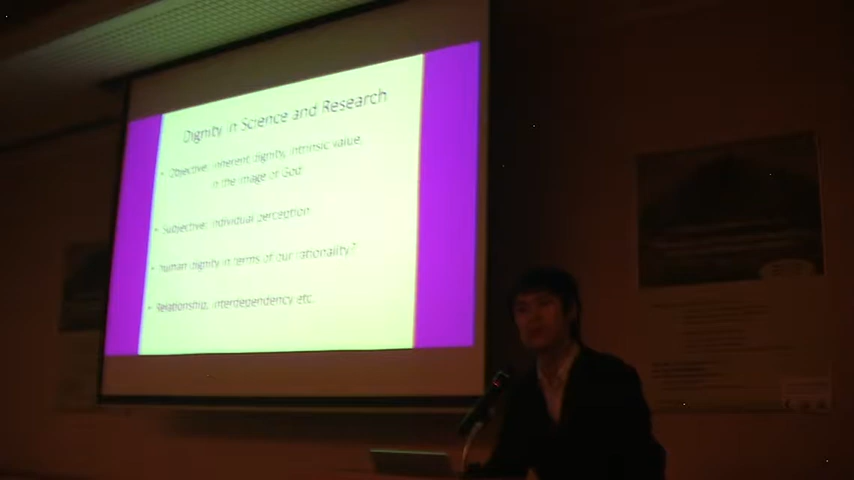 Dignity in Science and Research
• Objective: inherent dignity, intrinsic value,
in the image of God
• Subjective: individual perception
• human dignity in terms of our rationality?
• Relationship, interdependency etc.